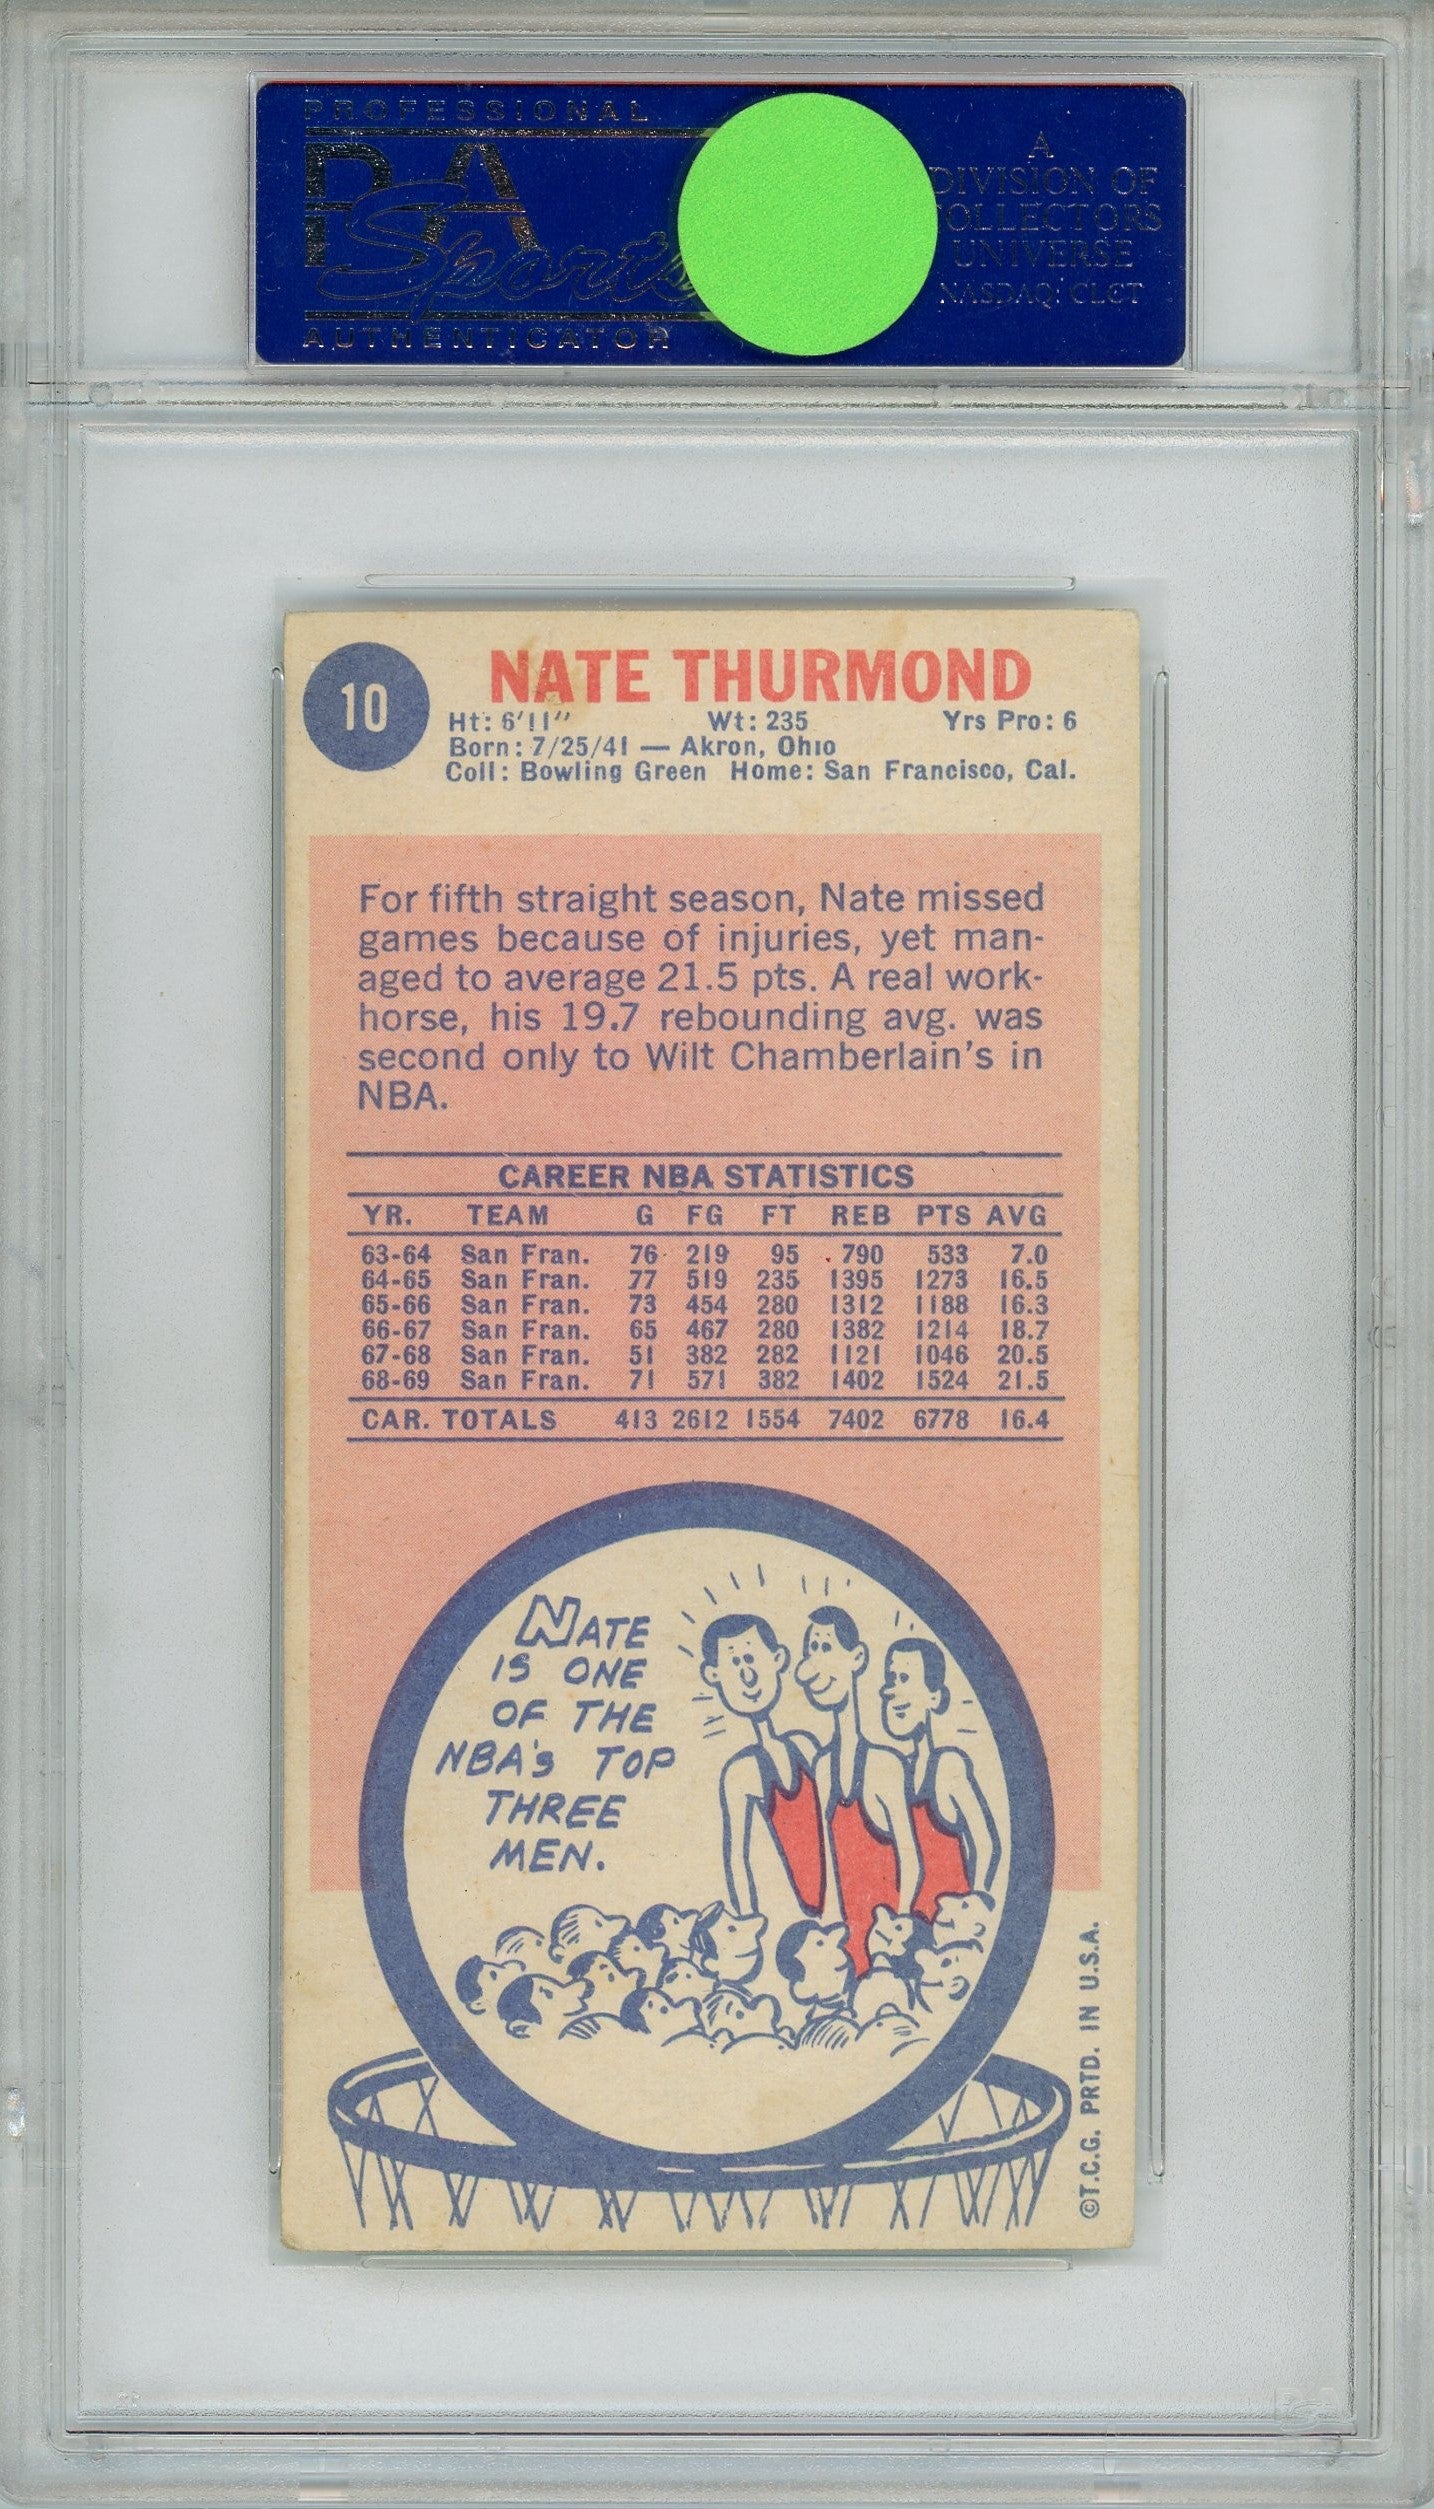 PROFESSIONAL
PSA
Sports
AUTHENTICATOR
A
DIVISION OF
COLLECTORS
UNIVERSE
NASDAQ: CLCT
10
NATE THURMOND
Ht: 6'11" Wt: 235 Yrs Pro: 6
Born: 7/25/41 — Akron, Ohio
Coll: Bowling Green Home: San Francisco, Cal.
For fifth straight season, Nate missed
games because of injuries, yet man-
aged to average 21.5 pts. A real work-
horse, his 19.7 rebounding avg. was
second only to Wilt Chamberlain's in
NBA.
CAREER NBA STATISTICS
YR. TEAM G FG FT REB PTS AVG
63-64 San Fran. 76 219 95 790 533 7.0
64-65 San Fran. 77 519 235 1395 1273 16.5
65-66 San Fran. 73 454 280 1312 1188 16.3
66-67 San Fran. 65 467 280 1382 1214 18.7
67-68 San Fran. 51 382 282 1121 1046 20.5
68-69 San Fran. 71 571 382 1402 1524 21.5
CAR. TOTALS 413 2612 1554 7402 6778 16.4
NATE
IS ONE
OF THE
NBA'S TOP
THREE
MEN.
©T.C.G. PRTD. IN U.S.A.